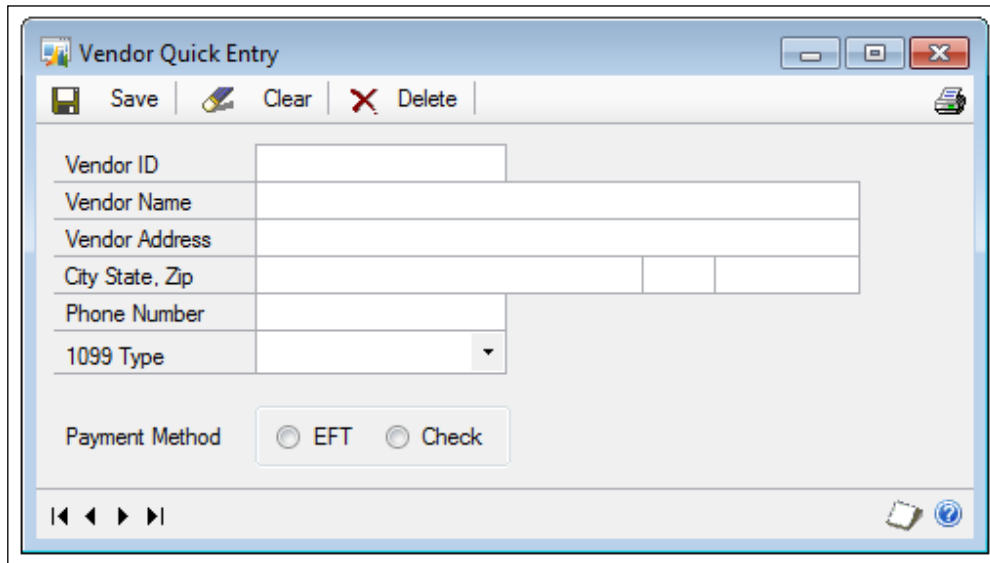 Vendor Quick Entry
Save Clear Delete
Vendor ID
Vendor Name
Vendor Address
City State, Zip
Phone Number
1099 Type
Payment Method EFT Check